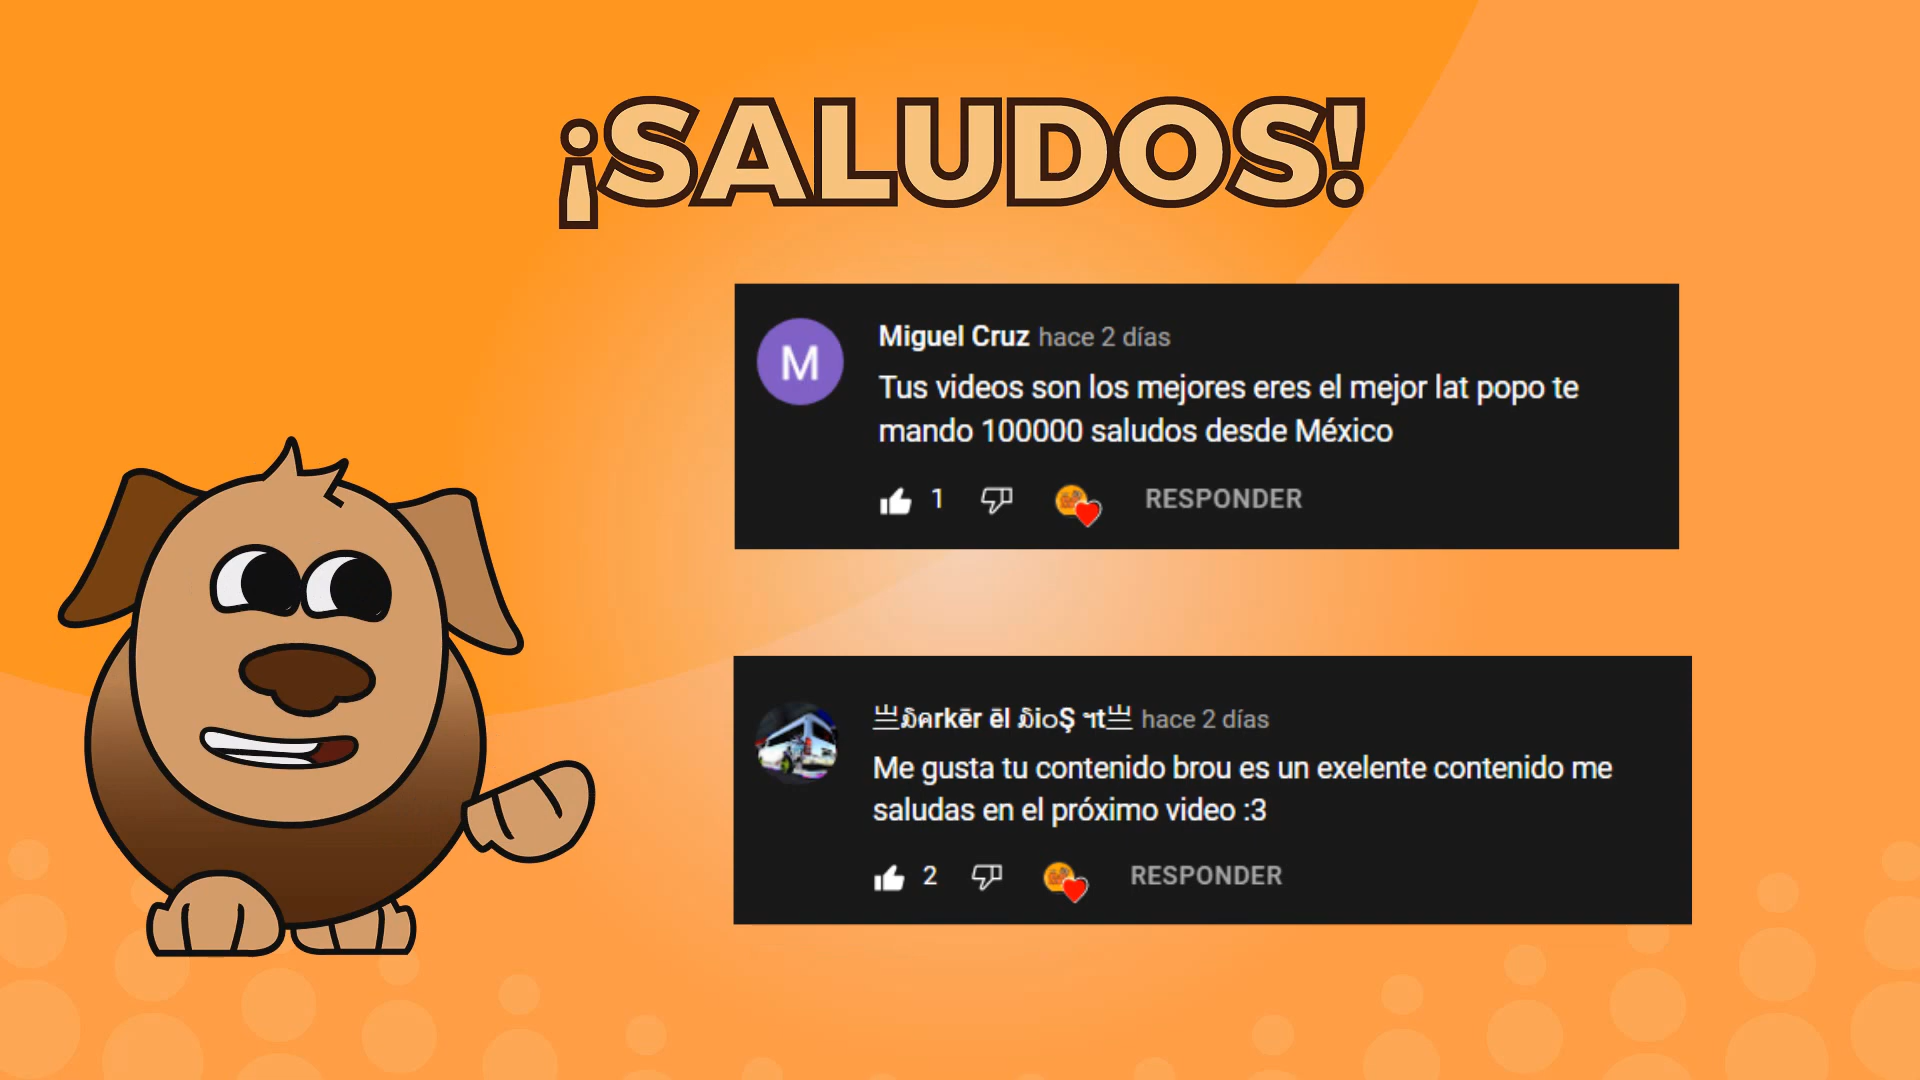 ¡SALUDOS!
M
Miguel Cruz hace 2 días
Tus videos son los mejores eres el mejor lat popo te
mando 100000 saludos desde México
1 RESPONDER
hace 2 días
Me gusta tu contenido brou es un exelente contenido me
saludas en el próximo video :3
2 RESPONDER